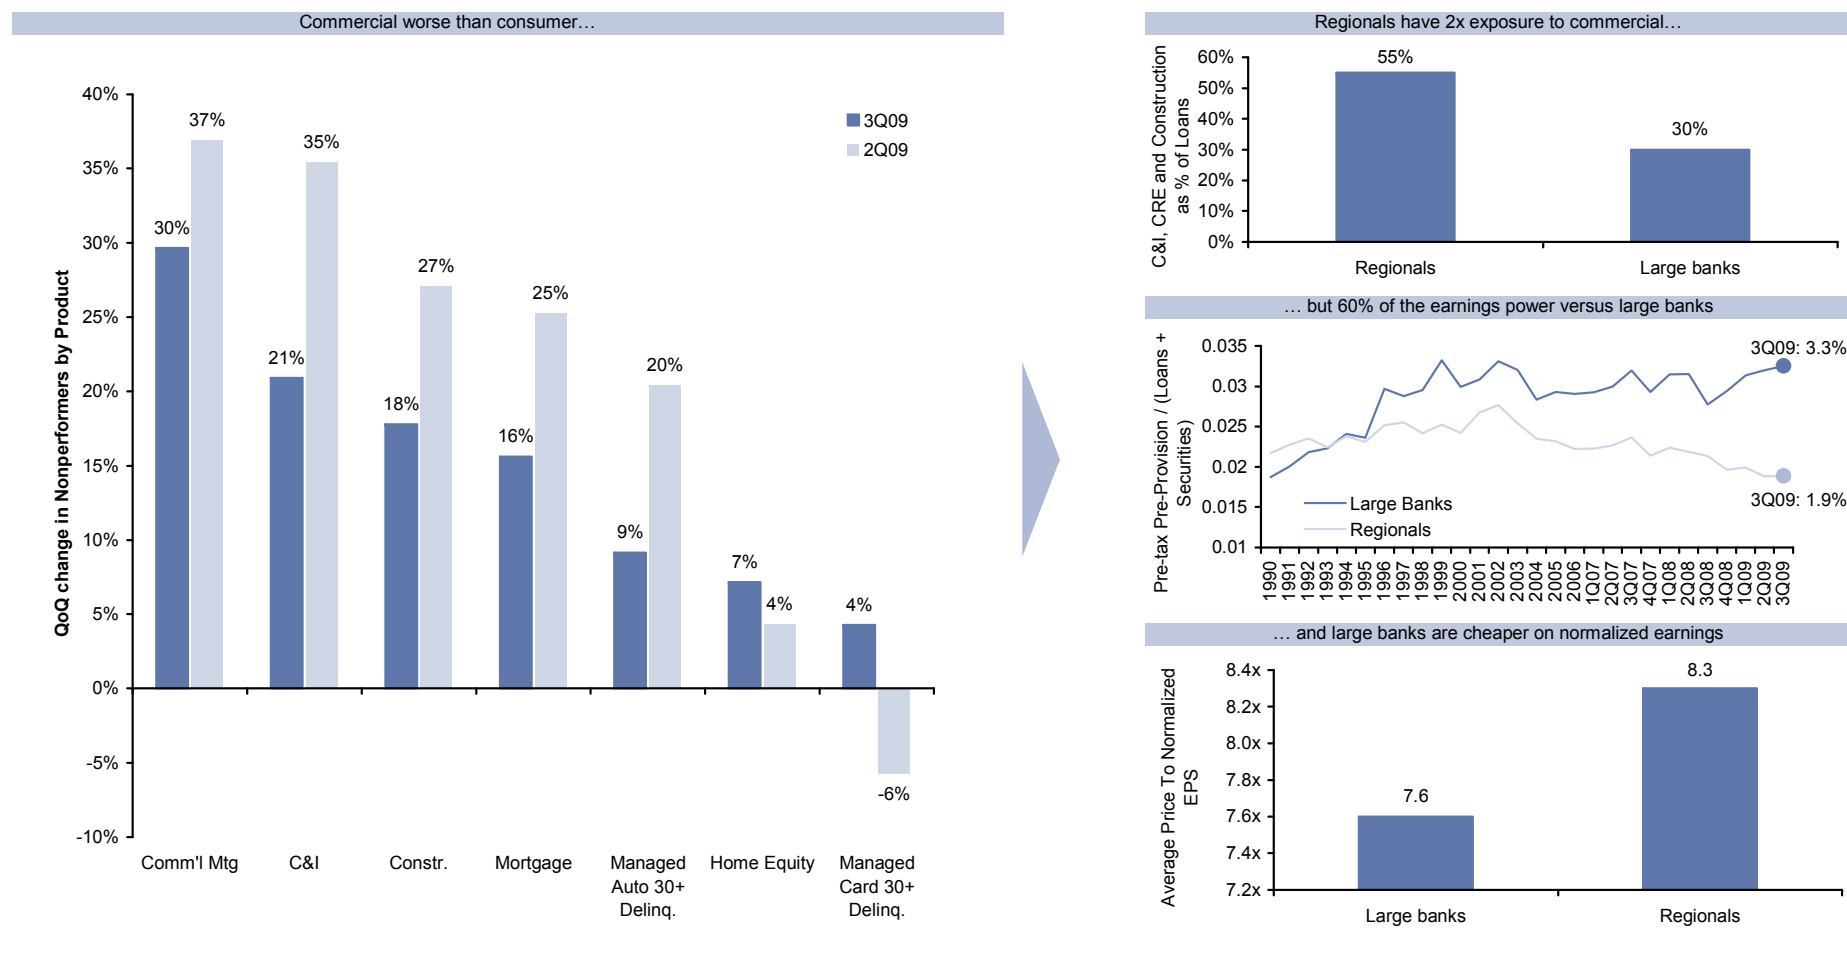 Commercial worse than consumer…
40%
35%
30%
25%
20%
15%
10%
5%
0%
-5%
-10%
QoQ change in Nonperformers by Product
3Q09
2Q09
30%
37%
21%
35%
18%
27%
16%
25%
9%
20%
7%
4%
4%
-6%
Comm'l Mtg
C&I
Constr.
Mortgage
Managed
Auto 30+
Delinq.
Home Equity
Managed
Card 30+
Delinq.
Regionals have 2x exposure to commercial…
C&I, CRE and Construction
as % of Loans
60%
50%
40%
30%
20%
10%
0%
55%
30%
Regionals
Large banks
… but 60% of the earnings power versus large banks
Pre-tax Pre-Provision / (Loans +
Securities)
0.035
0.03
0.025
0.02
0.015
0.01
3Q09: 3.3%
3Q09: 1.9%
Large Banks
Regionals
1990
1991
1992
1993
1994
1995
1996
1997
1998
1999
2000
2001
2002
2003
2004
2005
2006
1Q07
2Q07
3Q07
4Q07
1Q08
2Q08
3Q08
4Q08
1Q09
2Q09
3Q09
… and large banks are cheaper on normalized earnings
Average Price To Normalized
EPS
8.4x
8.2x
8.0x
7.8x
7.6x
7.4x
7.2x
7.6
8.3
Large banks
Regionals